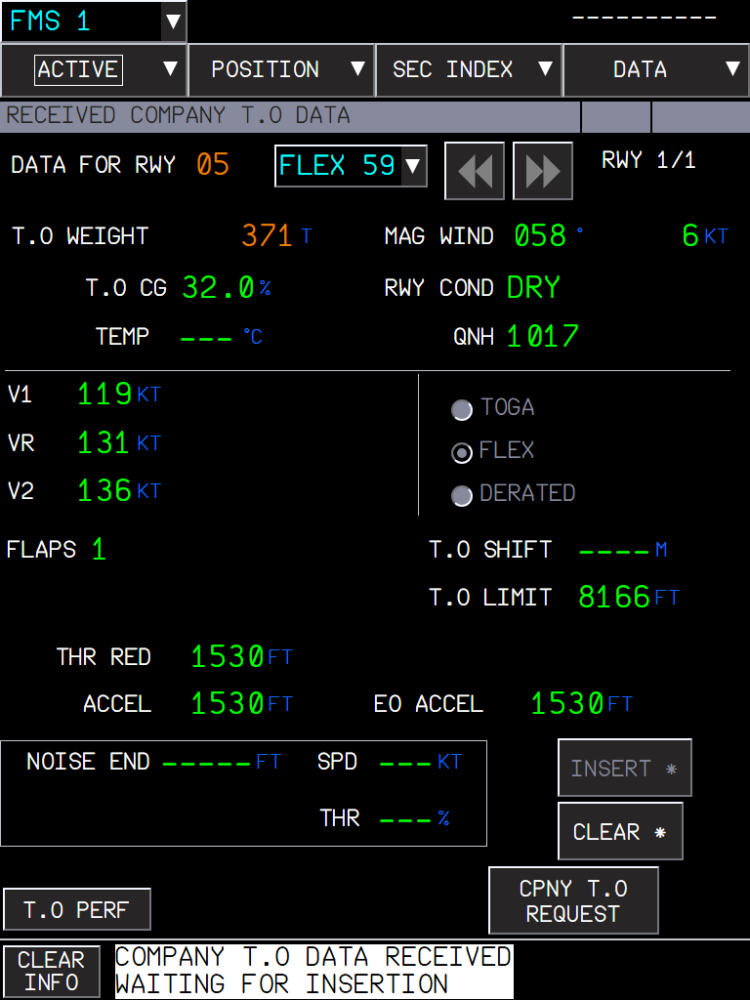 FMS 1 ----------
ACTIVE POSITION SEC INDEX DATA
RECEIVED COMPANY T.O DATA
DATA FOR RWY 05 FLEX 59 RWY 1/1
T.O WEIGHT 371 T MAG WIND 058 ° 6 KT
T.O CG 32.0 % RWY COND DRY
TEMP --- °C QNH 1017
V1 119 KT
TOGA
VR 131 KT
FLEX
V2 136 KT
DERATED
FLAPS 1 T.O SHIFT ---- M
T.O LIMIT 8166 FT
THR RED 1530 FT
ACCEL 1530 FT EO ACCEL 1530 FT
NOISE END ----- FT SPD --- KT INSERT *
THR --- %
CLEAR *
CPNY T.O
REQUEST
T.O PERF
CLEAR
INFO
COMPANY T.O DATA RECEIVED
WAITING FOR INSERTION